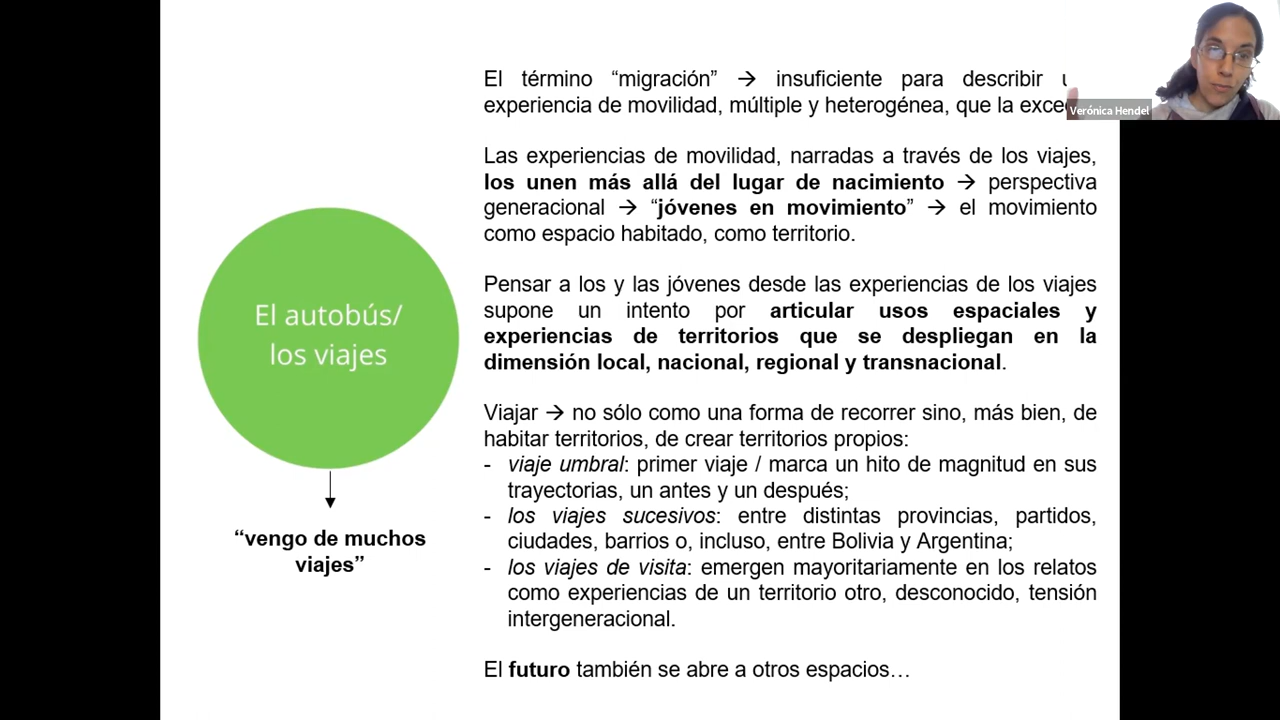 El término “migración” → insuficiente para describir
experiencia de movilidad, múltiple y heterogénea, que la
Verónica Hendel
Las experiencias de movilidad, narradas a través de los viajes,
los unen más allá del lugar de nacimiento → perspectiva
generacional → “jóvenes en movimiento” → el movimiento
como espacio habitado, como territorio.
Pensar a los y las jóvenes desde las experiencias de los viajes
supone un intento por articular usos espaciales y
experiencias de territorios que se despliegan en la
dimensión local, nacional, regional y transnacional.
Viajar → no sólo como una forma de recorrer sino, más bien, de
habitar territorios, de crear territorios propios:
- viaje umbral: primer viaje / marca un hito de magnitud en sus
trayectorias, un antes y un después;
- los viajes sucesivos: entre distintas provincias, partidos,
ciudades, barrios o, incluso, entre Bolivia y Argentina;
- los viajes de visita: emergen mayoritariamente en los relatos
como experiencias de un territorio otro, desconocido, tensión
intergeneracional.
El futuro también se abre a otros espacios…
El autobús/
los viajes
“vengo de muchos
viajes”